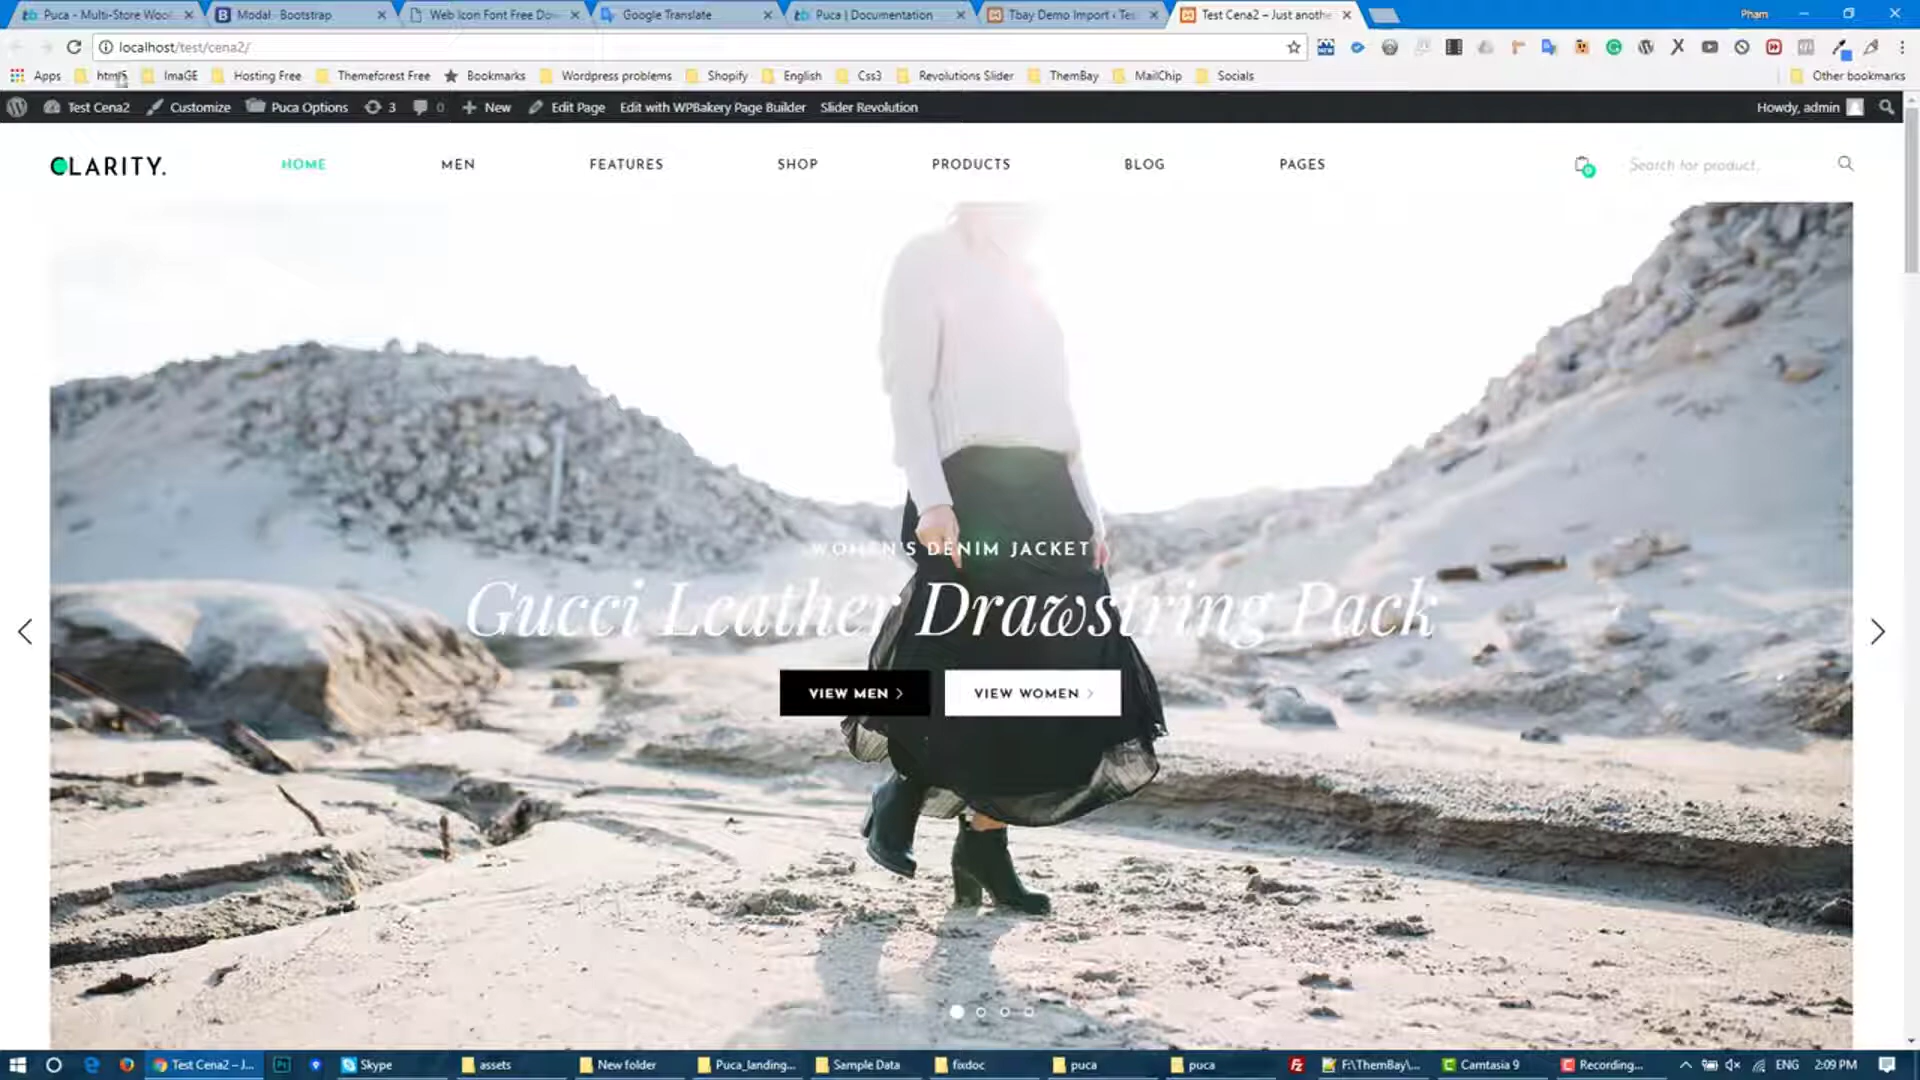 Puca - Multi-Store Woo
Modal · Bootstrap
Web Icon Font Free Do
Google Translate
Puca | Documentation
Tbay Demo Import ‹ Tes
Test Cena2 – Just anothe
Pham
localhost/test/cena2/
Apps
html5
ImaGE
Hosting Free
Themeforest Free
Bookmarks
Wordpress problems
Shopify
English
Css3
Revolutions Slider
ThemBay
MailChip
Socials
Other bookmarks
Test Cena2
Customize
Puca Options
3
0
New
Edit Page
Edit with WPBakery Page Builder
Slider Revolution
Howdy, admin
CLARITY.
HOME
MEN
FEATURES
SHOP
PRODUCTS
BLOG
PAGES
0
Search for product..
WOMEN'S DENIM JACKET
Gucci Leather Drawstring Pack
VIEW MEN
VIEW WOMEN
Test Cena2 – J...
Skype
assets
New folder
Puca_landing...
Sample Data
fixdoc
puca
puca
F:\ThemBay\...
Camtasia 9
Recording...
ENG
2:09 PM